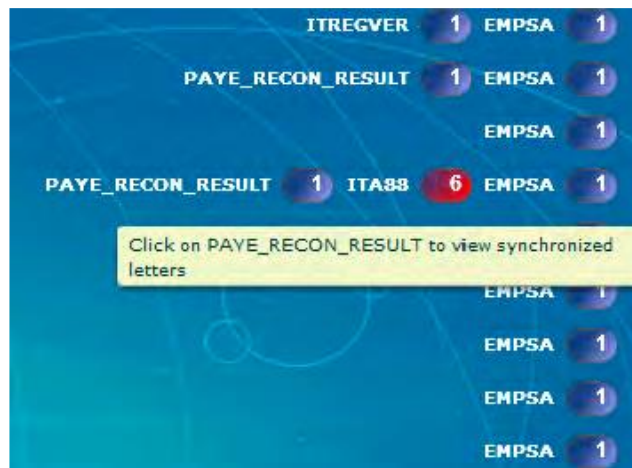 ITREGVER 1 EMPSA 1
PAYE_RECON_RESULT 1 EMPSA 1
EMPSA 1
PAYE_RECON_RESULT 1 ITA88 6 EMPSA 1
Click on PAYE_RECON_RESULT to view synchronized
letters
EMPSA 1
EMPSA 1
EMPSA 1
EMPSA 1